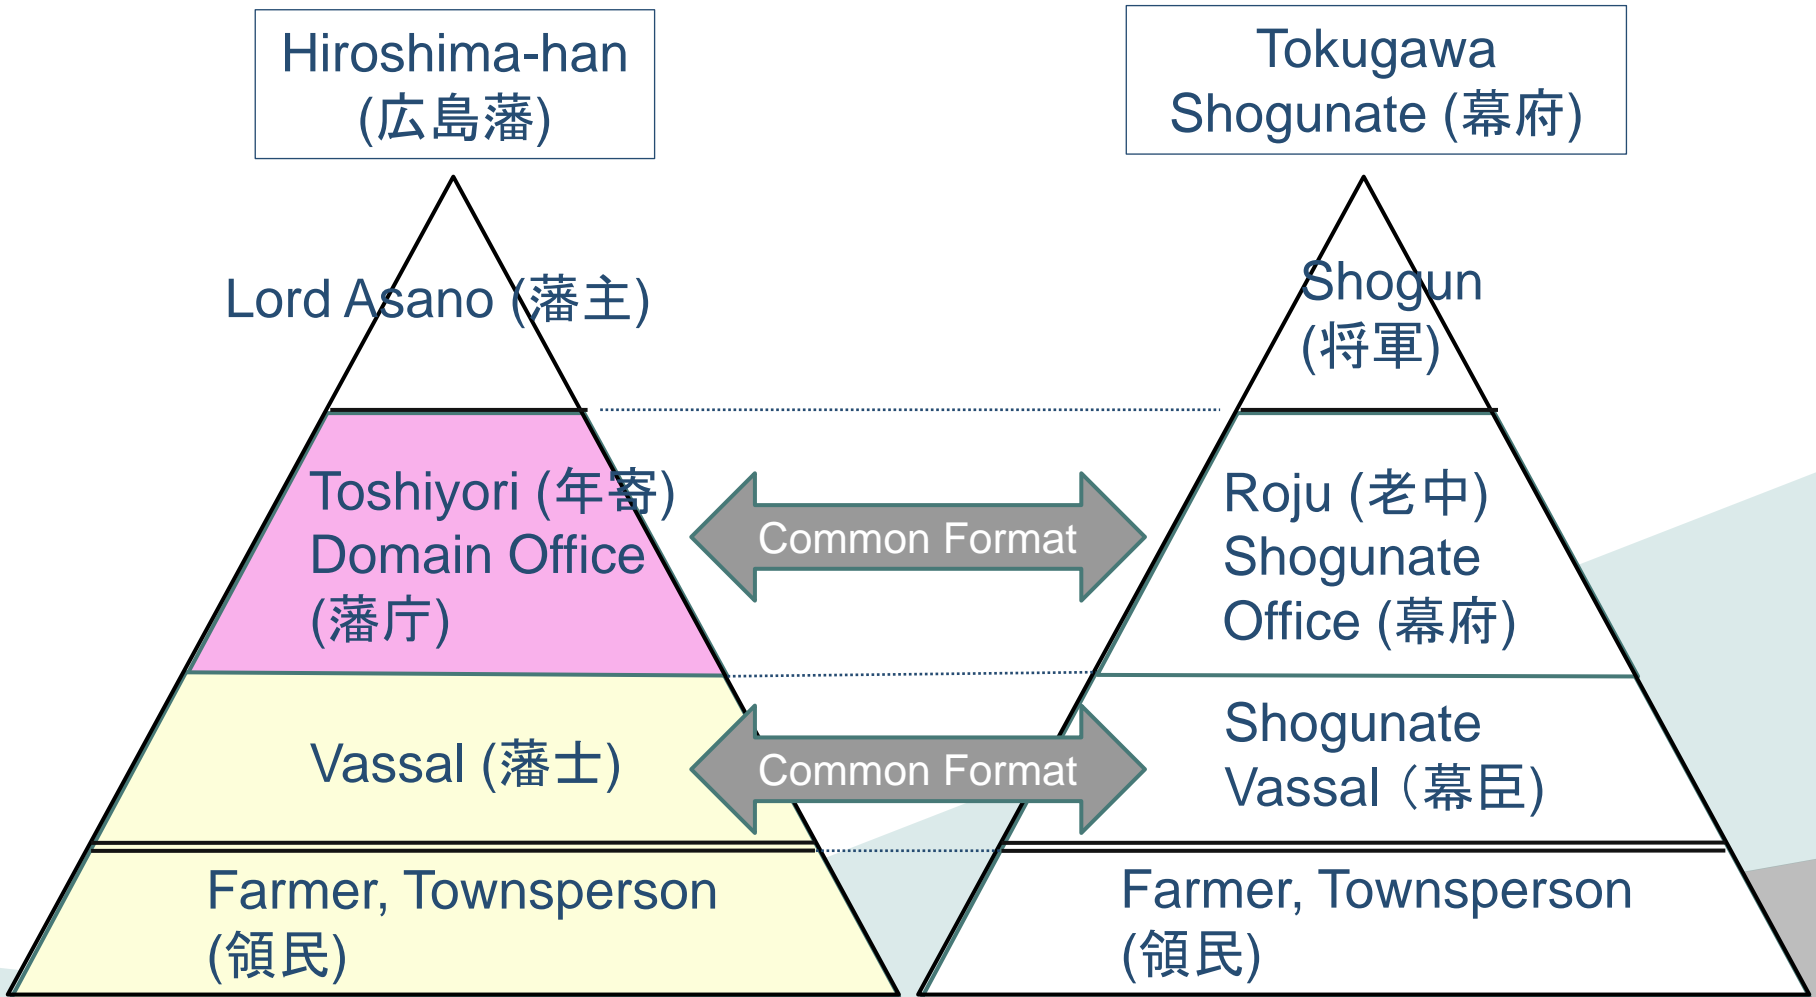 Hiroshima-han
(広島藩)
Tokugawa
Shogunate (幕府)
Lord Asano (藩主)
Shogun
(将軍)
Toshiyori (年寄)
Domain Office
(藩庁)
Common Format
Roju (老中)
Shogunate
Office (幕府)
Vassal (藩士)
Common Format
Shogunate
Vassal（幕臣)
Farmer, Townsperson
(領民)
Farmer, Townsperson
(領民)